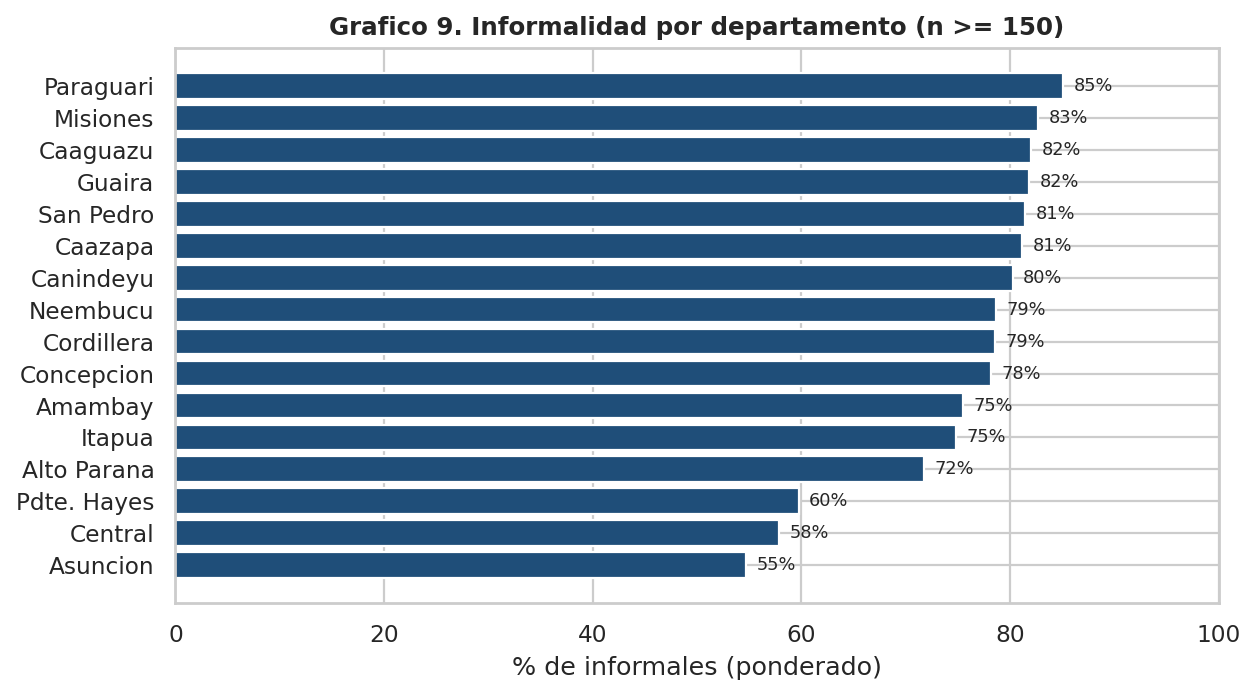 Grafico 9. Informalidad por departamento (n >= 150)
Paraguari 85%
Misiones 83%
Caaguazu 82%
Guaira 82%
San Pedro 81%
Caazapa 81%
Canindeyu 80%
Neembucu 79%
Cordillera 79%
Concepcion 78%
Amambay 75%
Itapua 75%
Alto Parana 72%
Pdte. Hayes 60%
Central 58%
Asuncion 55%
0 20 40 60 80 100
% de informales (ponderado)